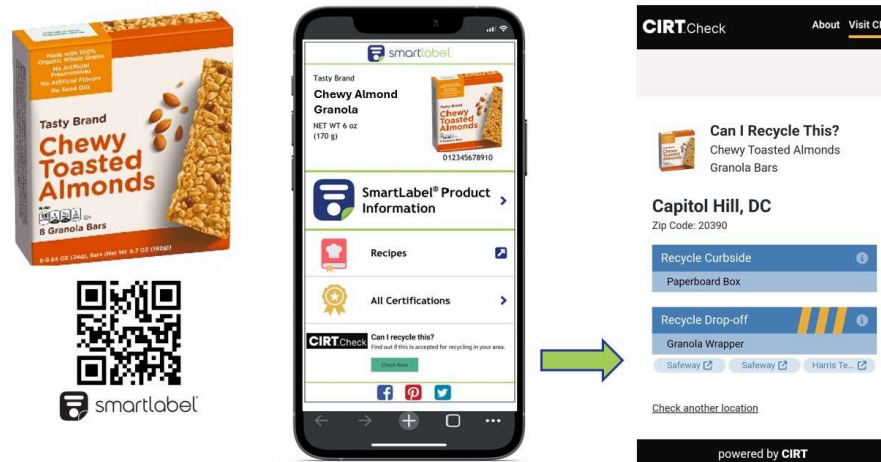 Made with 100%
Organic Whole Grains
No Artificial
Preservatives
No Artificial Flavors
No Seed Oils
Tasty Brand
Chewy
Toasted
Almonds
8 Granola Bars
smartlabel
smartlabel
Tasty Brand
Chewy Almond
Granola
NET WT 6 oz
(170 g)
Tasty Brand
Chewy
Toasted
Almonds
012345678910
SmartLabel® Product
Information
Recipes
All Certifications
CIRT.Check
Can I recycle this?
Find out if this is accepted for recycling in your area.
Check Now
CIRT.Check
About Visit CI
Can I Recycle This?
Chewy Toasted Almonds
Granola Bars
Capitol Hill, DC
Zip Code: 20390
Recycle Curbside
Paperboard Box
Recycle Drop-off
Granola Wrapper
Safeway
Safeway
Harris Te...
Check another location
powered by CIRT